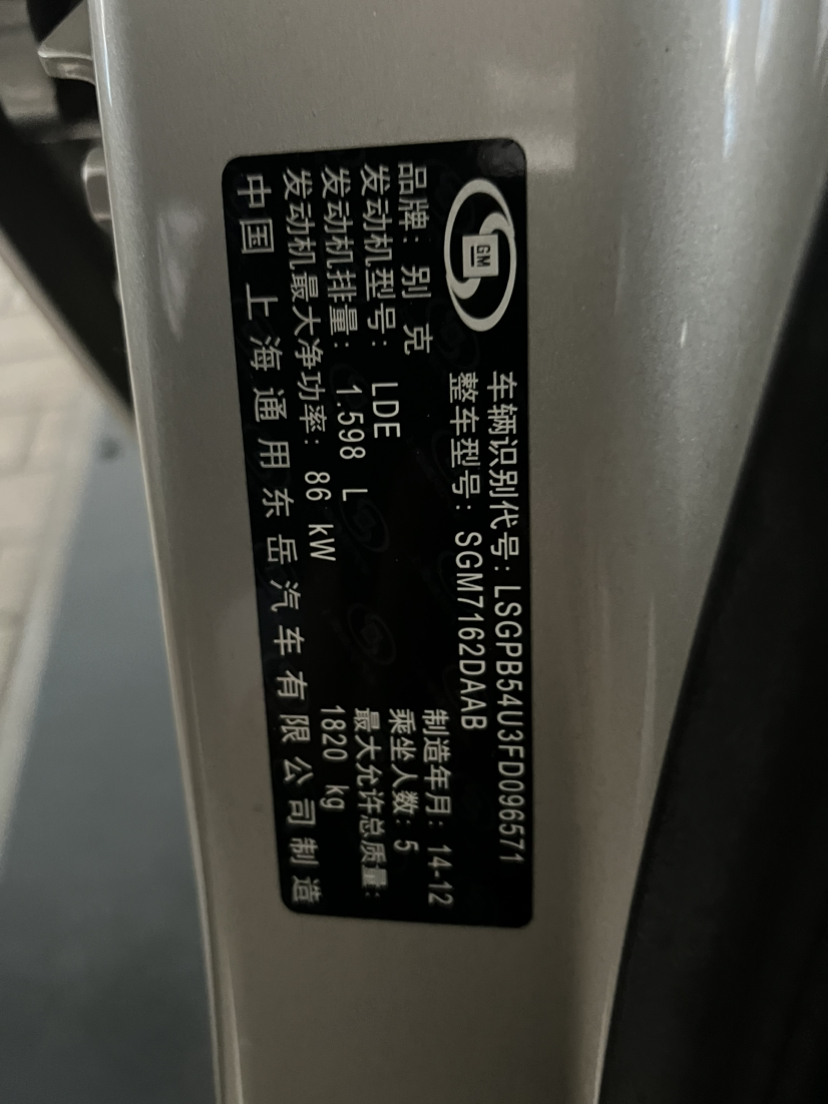 GM
车辆识别代号: LSGPB54U3FD096571
整车型号: SGM7162DAAB
品牌: 别克
制造年月: 14-12
发动机型号: LDE
乘坐人数: 5
发动机排量: 1.598 L
最大允许总质量:
1820 kg
发动机最大净功率: 86 kW
中国 上海通用东岳汽车有限公司制造